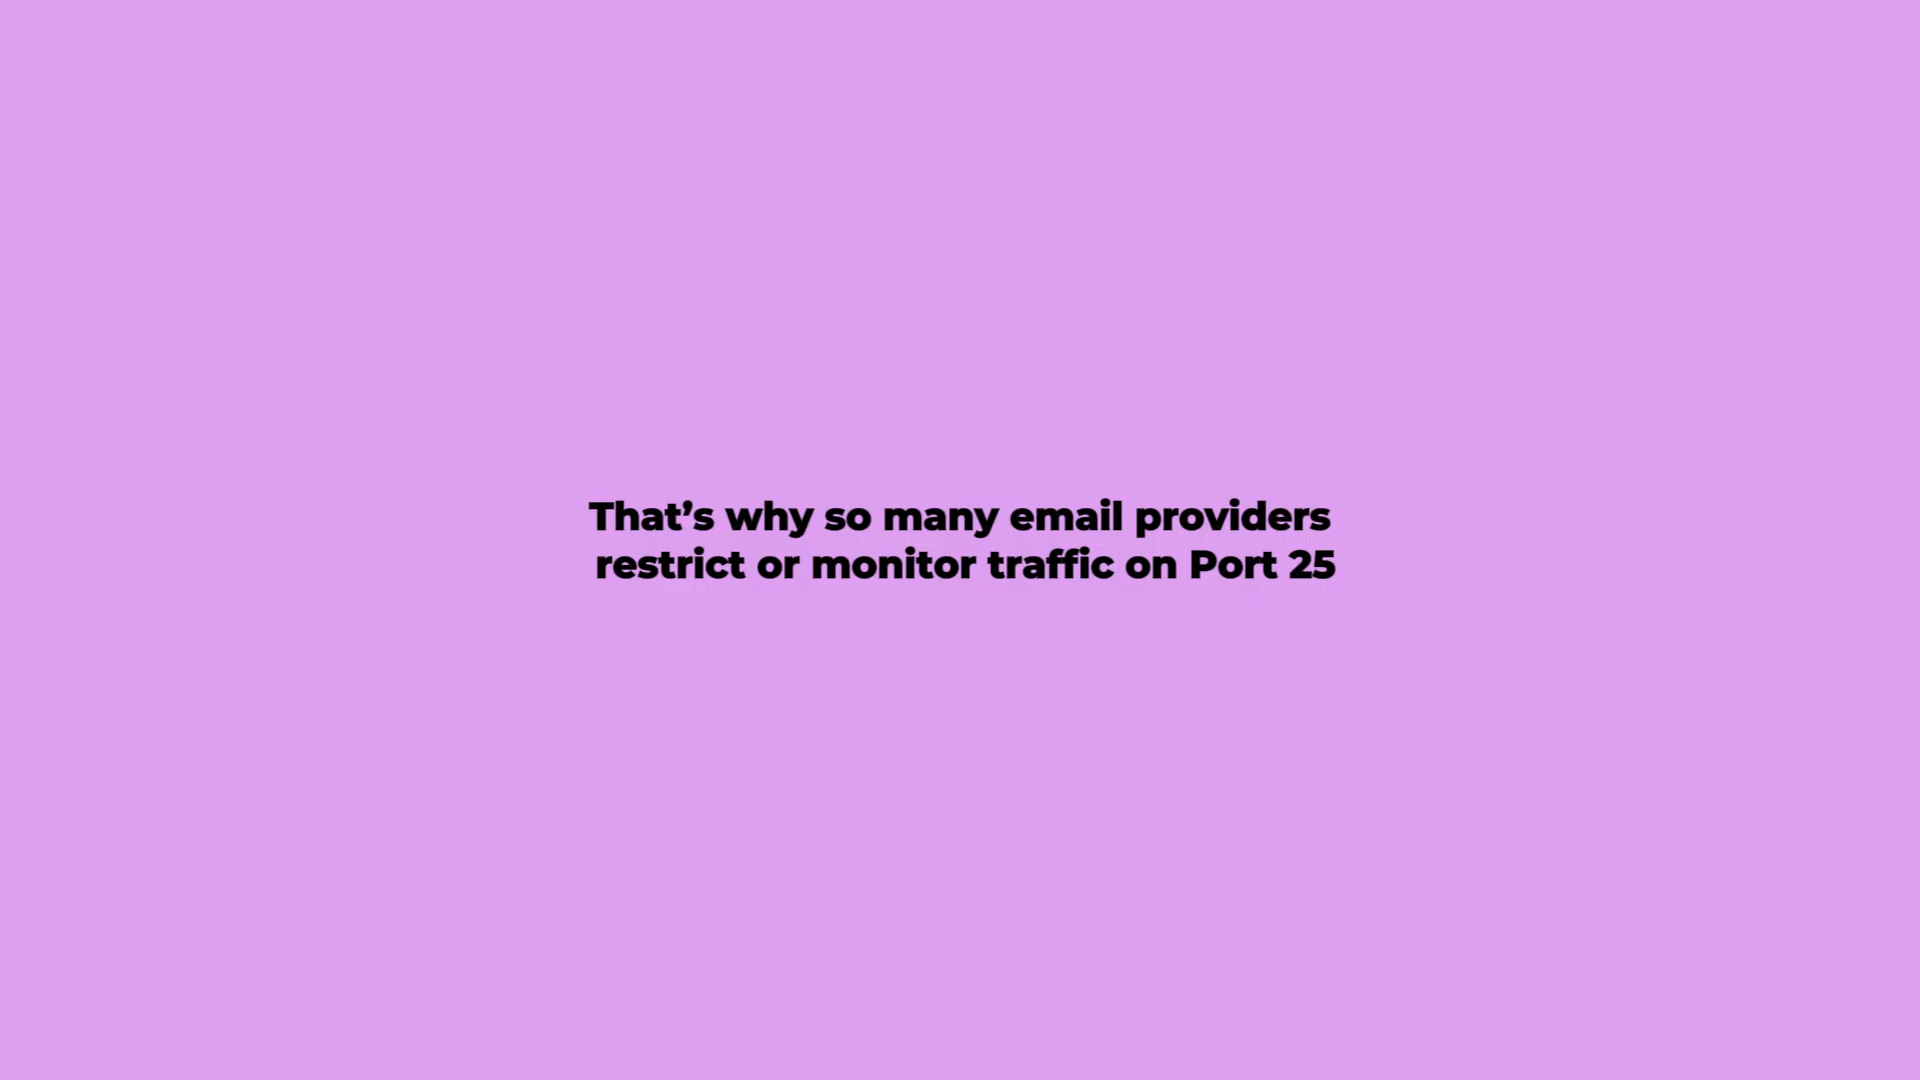 That’s why so many email providers
restrict or monitor traffic on Port 25